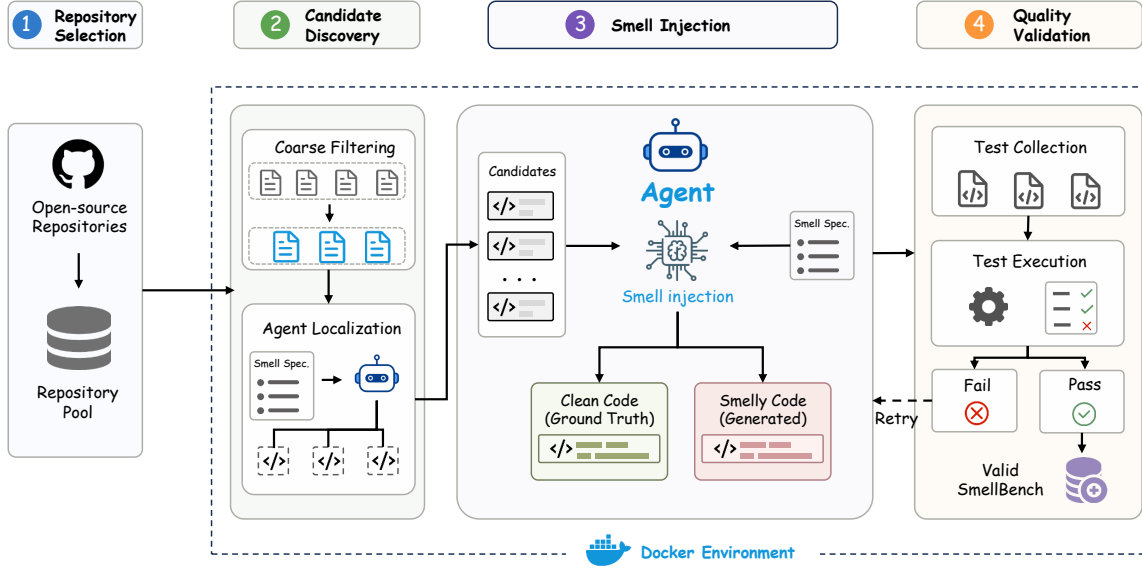 1 Repository
Selection
2 Candidate
Discovery
3 Smell Injection
4 Quality
Validation
Open-source
Repositories
Repository
Pool
Coarse Filtering
Agent Localization
Smell Spec.
</>
</>
</>
Candidates
</>
</>
. . .
</>
Agent
Smell injection
Smell Spec.
Clean Code
(Ground Truth)
</>
Smelly Code
(Generated)
</>
Test Collection
</>
</>
</>
Test Execution
Fail
Pass
Retry
Valid
SmellBench
Docker Environment